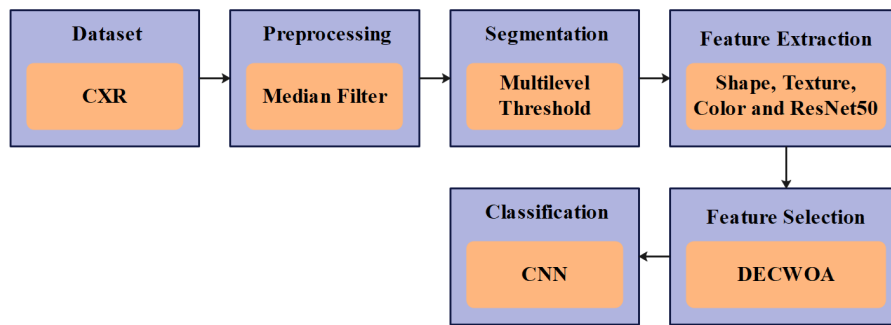 Dataset
CXR
Preprocessing
Median Filter
Segmentation
Multilevel
Threshold
Feature Extraction
Shape, Texture,
Color and ResNet50
Feature Selection
DECWOA
Classification
CNN